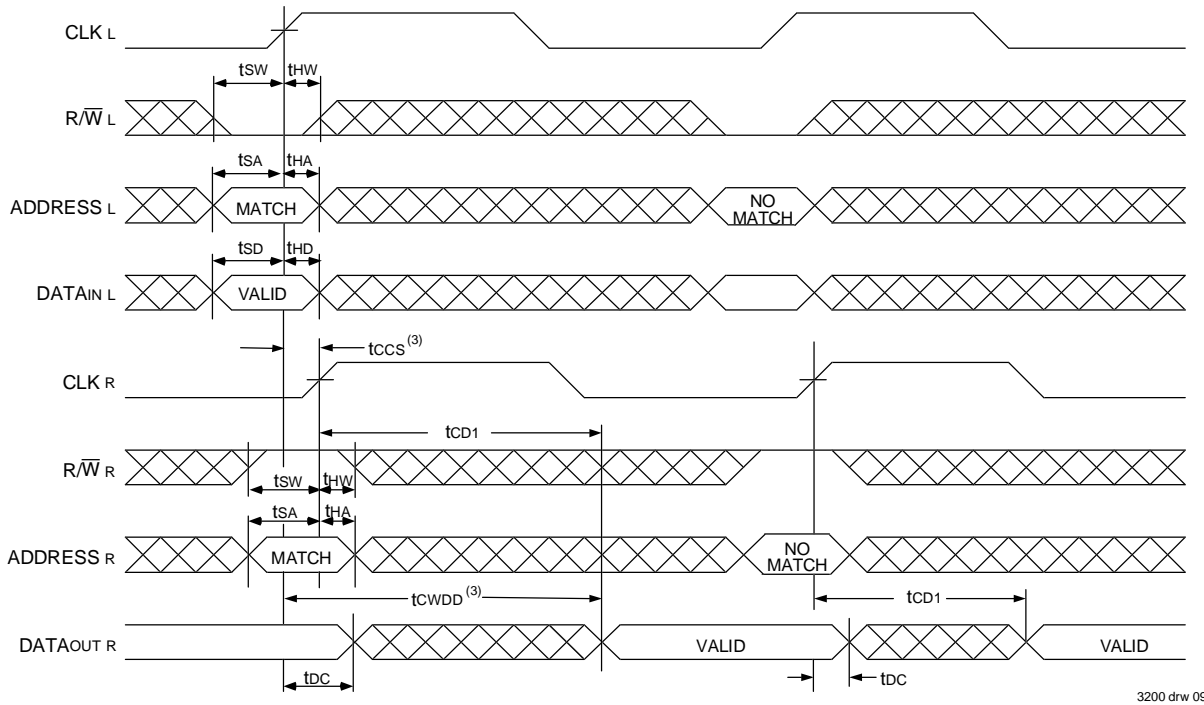 CLK L
tSW tHW
R/W̅ L
tSA tHA
ADDRESS L MATCH NO MATCH
tSD tHD
DATAIN L VALID
tCCS (3)
CLK R
tCD1
R/W̅ R
tSW tHW
tSA tHA
ADDRESS R MATCH NO MATCH
tCWDD (3) tCD1
DATAOUT R VALID VALID
tDC tDC
3200 drw 09